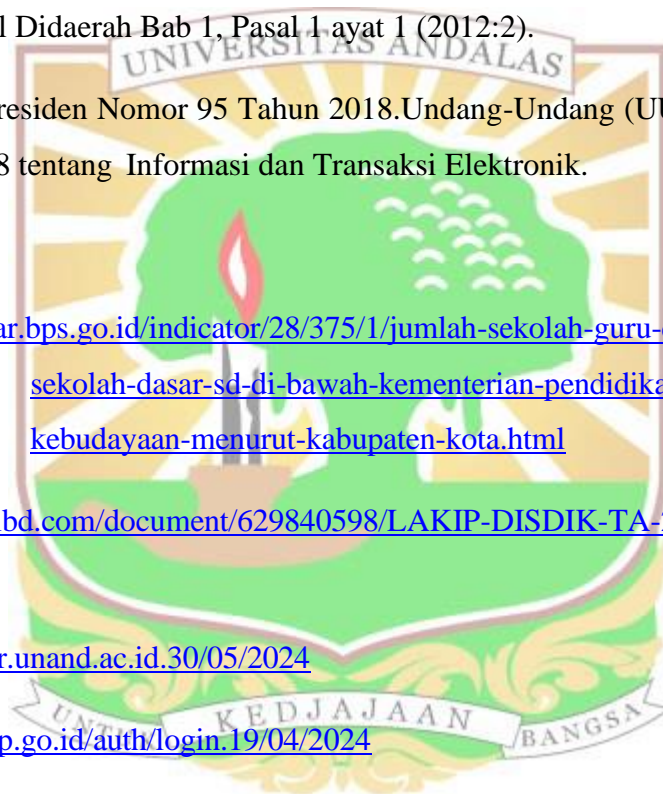 l Didaerah Bab 1, Pasal 1 ayat 1 (2012:2).
UNIVERSITAS ANDALAS
residen Nomor 95 Tahun 2018.Undang-Undang (UU
8 tentang Informasi dan Transaksi Elektronik.
ar.bps.go.id/indicator/28/375/1/jumlah-sekolah-guru-
sekolah-dasar-sd-di-bawah-kementerian-pendidika
kebudayaan-menurut-kabupaten-kota.html
bd.com/document/629840598/LAKIP-DISDIK-TA-
r.unand.ac.id.30/05/2024
UNTUK KEDJAJAAN BANGSA
p.go.id/auth/login.19/04/2024